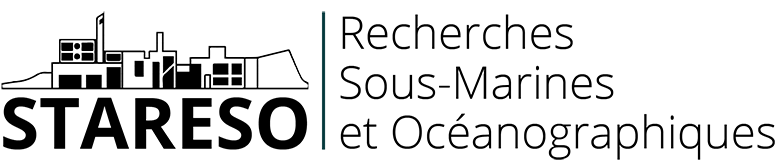 STARESO
Recherches
Sous-Marines
et Océanographiques